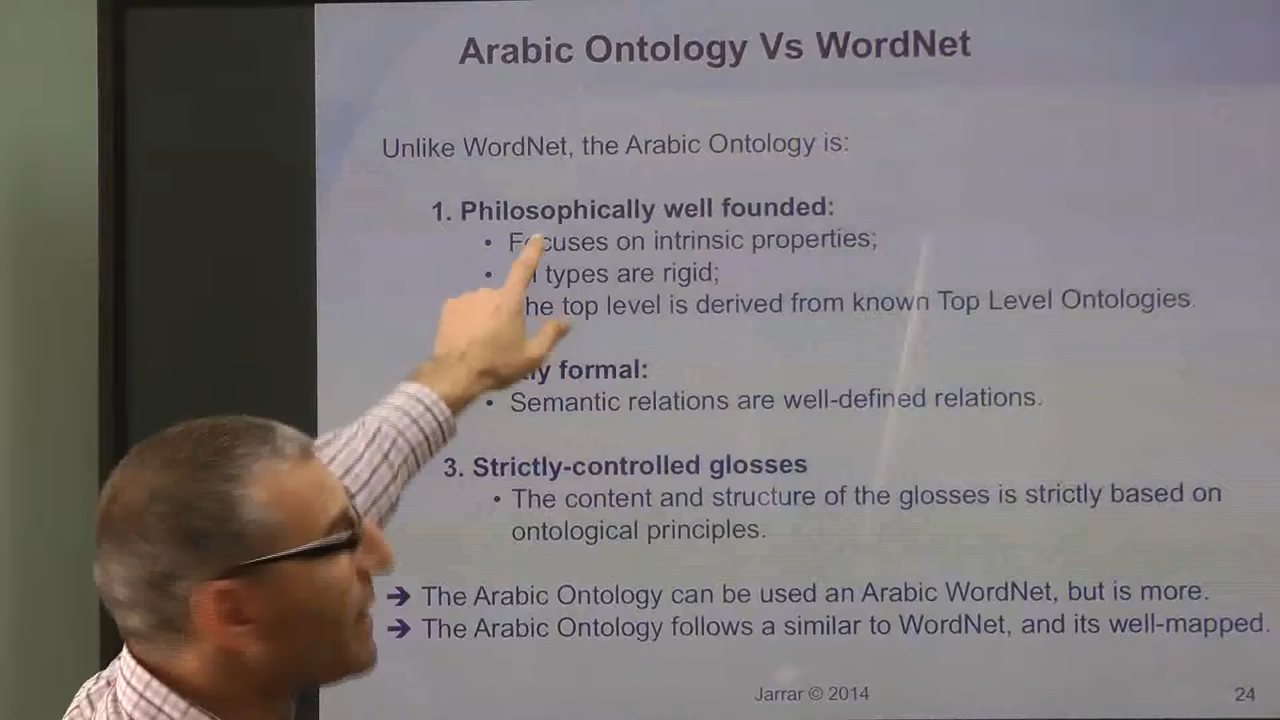 Arabic Ontology Vs WordNet
Unlike WordNet, the Arabic Ontology is:
1. Philosophically well founded:
• Focuses on intrinsic properties;
• types are rigid;
he top level is derived from known Top Level Ontologies.
formal:
• Semantic relations are well-defined relations.
3. Strictly-controlled glosses
• The content and structure of the glosses is strictly based on
ontological principles.
➔ The Arabic Ontology can be used an Arabic WordNet, but is more.
➔ The Arabic Ontology follows a similar to WordNet, and its well-mapped.
Jarrar © 2014
24